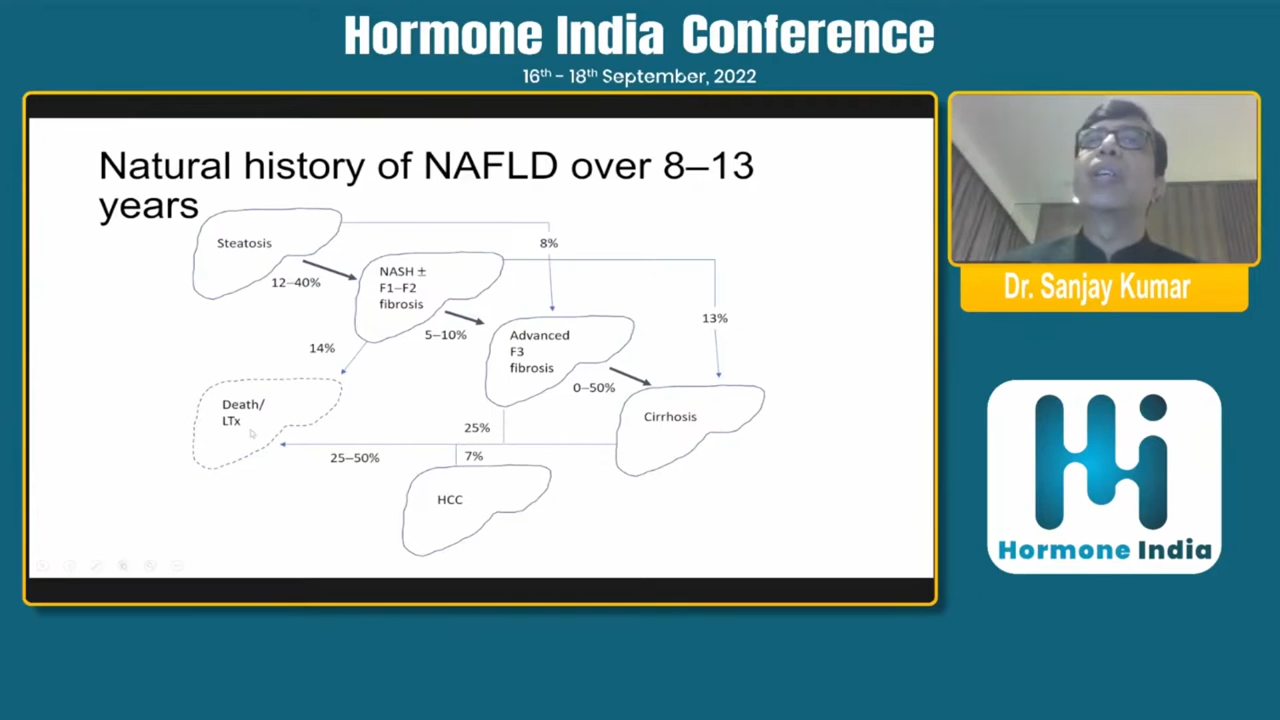 Hormone India Conference
16th - 18th September, 2022
Natural history of NAFLD over 8–13
years
Steatosis
8%
12–40%
NASH ±
F1–F2
fibrosis
13%
5–10%
Advanced
F3
fibrosis
14%
0–50%
Death/
LTx
Cirrhosis
25%
25–50%
7%
HCC
Dr. Sanjay Kumar
Hormone India